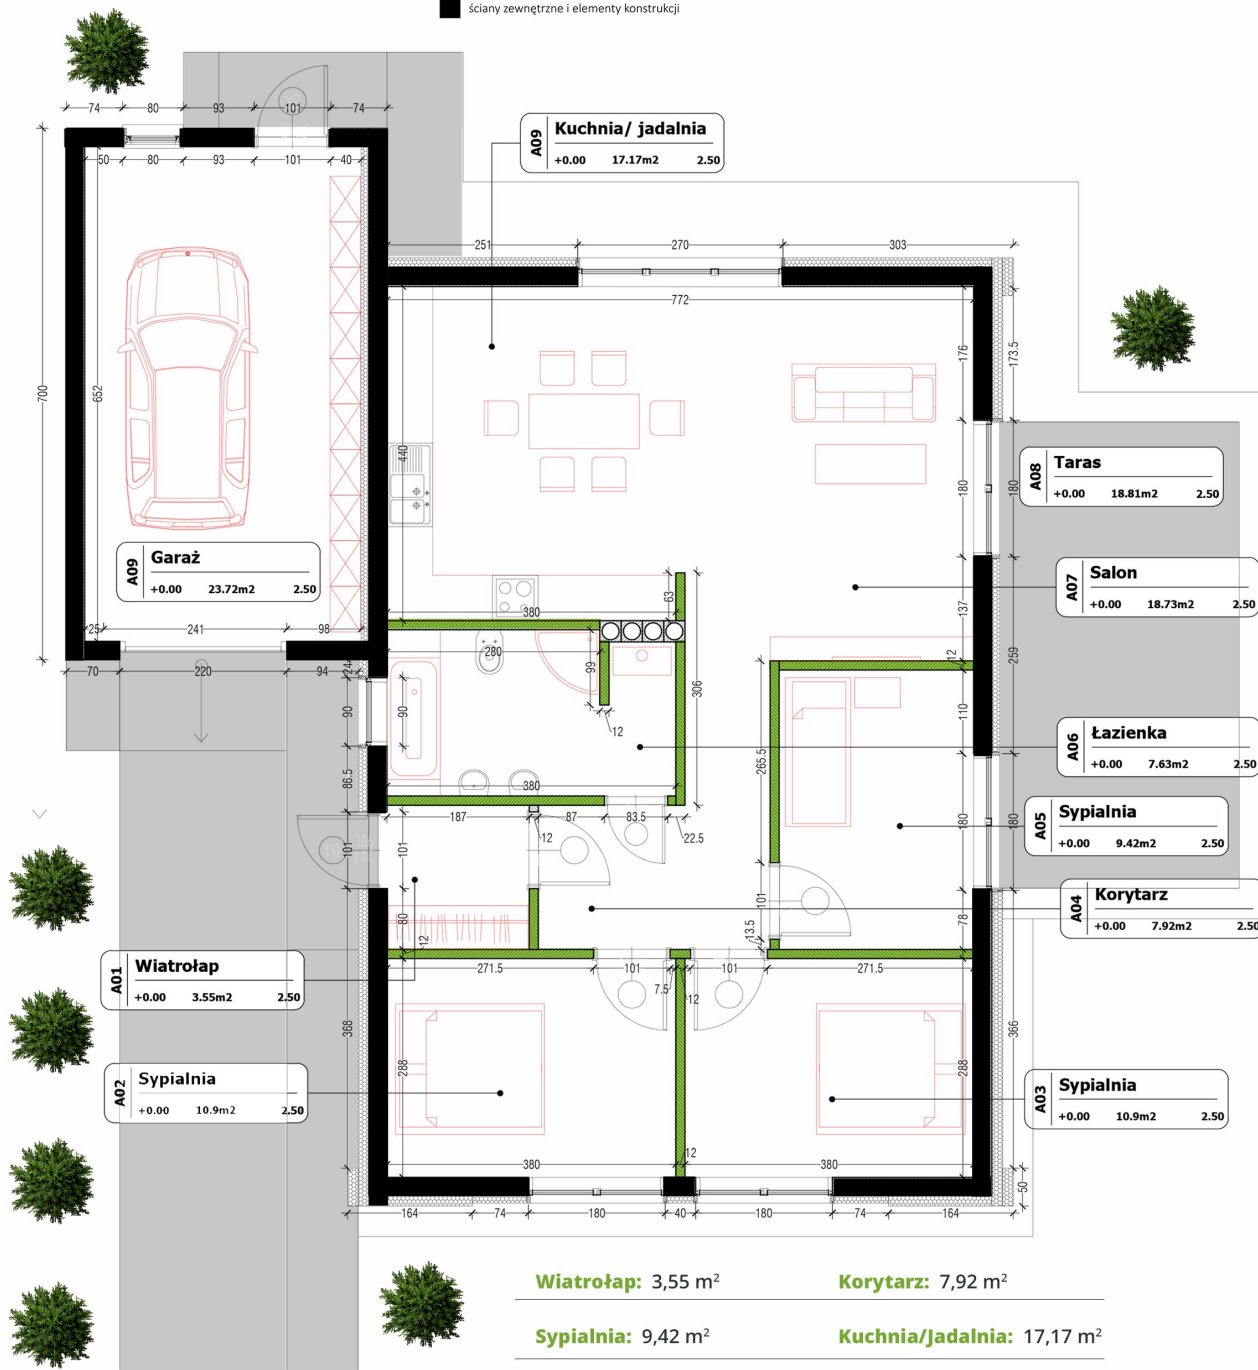 ściany zewnętrzne i elementy konstrukcji
74 80 93 101 74
50 80 93 101 40
A09 Kuchnia/ jadalnia
+0.00 17.17m2 2.50
251 270 303
772
700
652
440
176
173.5
180
180
A08 Taras
+0.00 18.81m2 2.50
A09 Garaż
+0.00 23.72m2 2.50
A07 Salon
+0.00 18.73m2 2.50
63
380
137
25 241 98
70 220 94
24
280
99
12
259
306
110
90
90
12
265.5
A06 Łazienka
+0.00 7.63m2 2.50
86.5
380
187 87 83.5
22.5
12
180
180
A05 Sypialnia
+0.00 9.42m2 2.50
101
101
101
80
12
13.5
78
A04 Korytarz
+0.00 7.92m2 2.50
A01 Wiatrołap
+0.00 3.55m2 2.50
271.5 101 101 271.5
7.5
12
368
366
288
288
A02 Sypialnia
+0.00 10.9m2 2.50
A03 Sypialnia
+0.00 10.9m2 2.50
12
380 380
50
164 74 180 40 180 74 164
Wiatrołap: 3,55 m² Korytarz: 7,92 m²
Sypialnia: 9,42 m² Kuchnia/Jadalnia: 17,17 m²